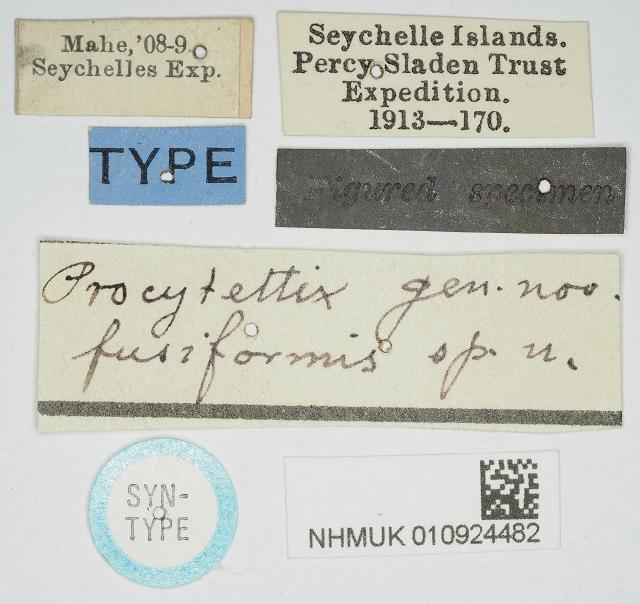 Mahe,'08-9.
Seychelles Exp.
Seychelle Islands.
Percy Sladen Trust
Expedition.
1913—170.
TYPE
Figured specimen
Procytettix gen. nov.
fusiformis sp. n.
SYN-
TYPE
NHMUK 010924482